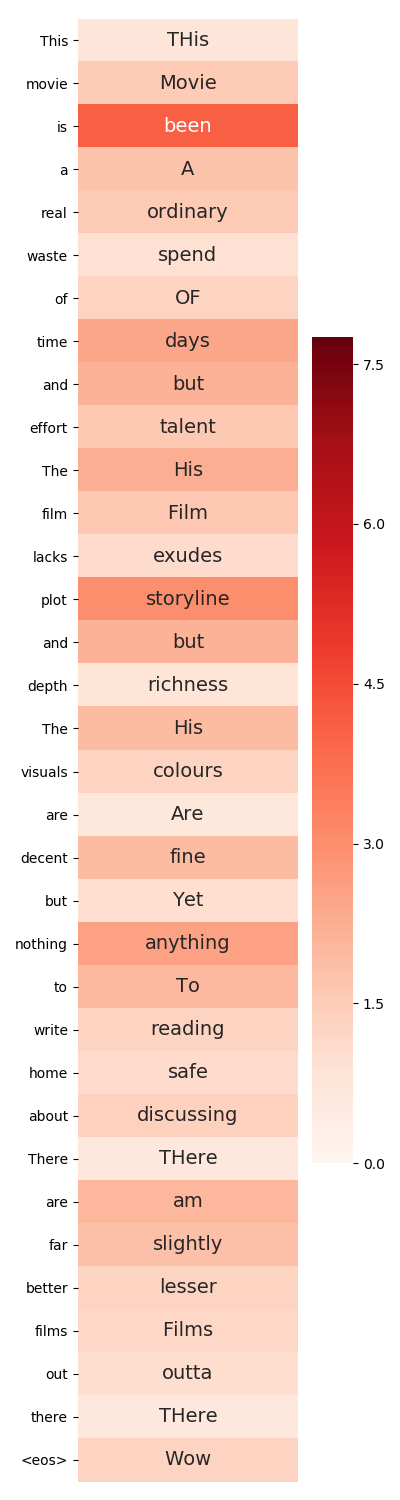 This THis
movie Movie
is been
a A
real ordinary
waste spend
of OF
time days
and but
effort talent
The His
film Film
lacks exudes
plot storyline
and but
depth richness
The His
visuals colours
are Are
decent fine
but Yet
nothing anything
to To
write reading
home safe
about discussing
There THere
are am
far slightly
better lesser
films Films
out outta
there THere
<eos> Wow
7.5
6.0
4.5
3.0
1.5
0.0